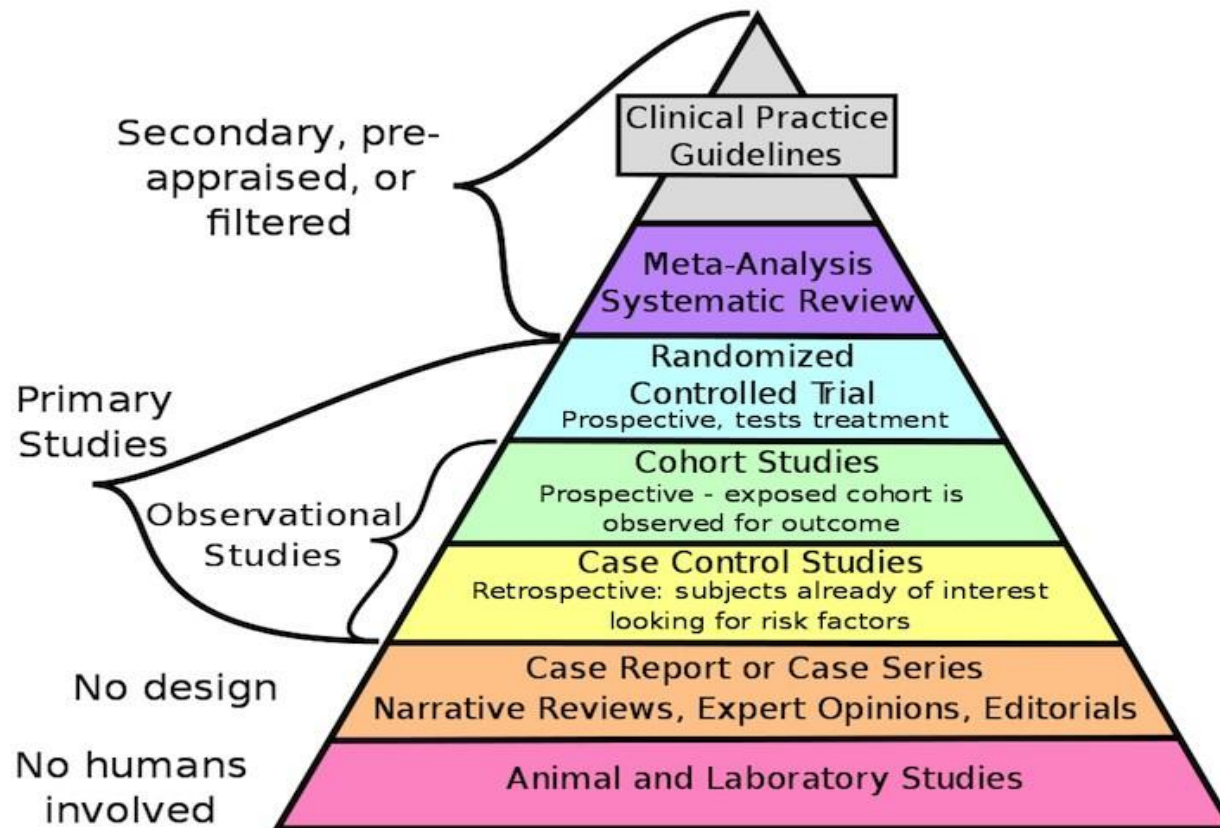 Clinical Practice
Guidelines
Secondary, pre-
appraised, or
filtered
Meta-Analysis
Systematic Review
Randomized
Controlled Trial
Prospective, tests treatment
Primary
Studies
Cohort Studies
Prospective - exposed cohort is
observed for outcome
Observational
Studies
Case Control Studies
Retrospective: subjects already of interest
looking for risk factors
No design
Case Report or Case Series
Narrative Reviews, Expert Opinions, Editorials
No humans
involved
Animal and Laboratory Studies